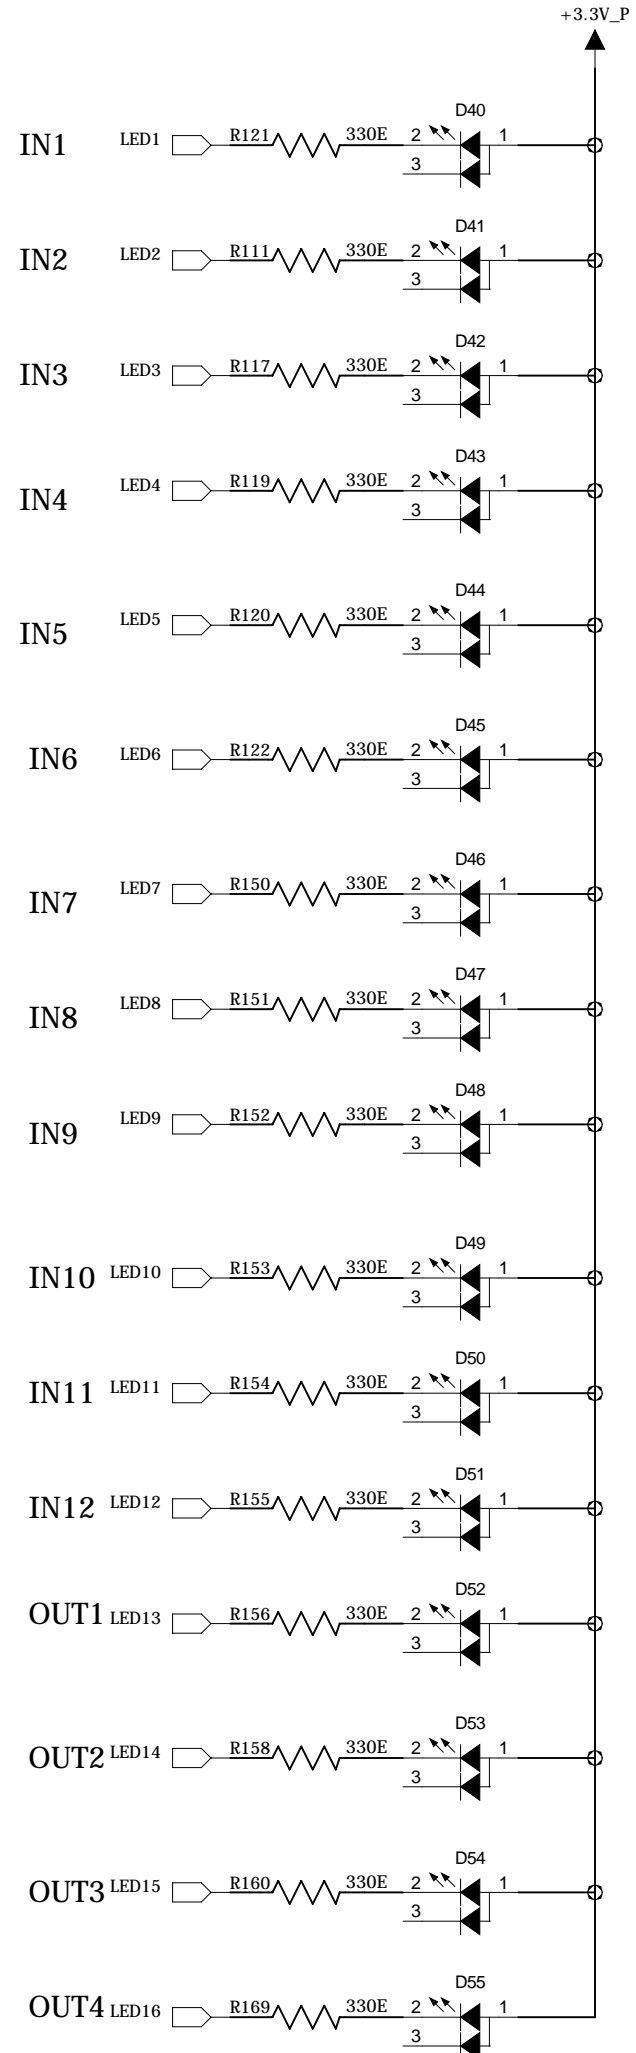 +3.3V_P
D40
IN1 LED1 R121 330E 2 1
3
D41
IN2 LED2 R111 330E 2 1
3
D42
IN3 LED3 R117 330E 2 1
3
D43
IN4 LED4 R119 330E 2 1
3
D44
IN5 LED5 R120 330E 2 1
3
D45
IN6 LED6 R122 330E 2 1
3
D46
IN7 LED7 R150 330E 2 1
3
D47
IN8 LED8 R151 330E 2 1
3
D48
IN9 LED9 R152 330E 2 1
3
D49
IN10 LED10 R153 330E 2 1
3
D50
IN11 LED11 R154 330E 2 1
3
D51
IN12 LED12 R155 330E 2 1
3
D52
OUT1 LED13 R156 330E 2 1
3
D53
OUT2 LED14 R158 330E 2 1
3
D54
OUT3 LED15 R160 330E 2 1
3
D55
OUT4 LED16 R169 330E 2 1
3